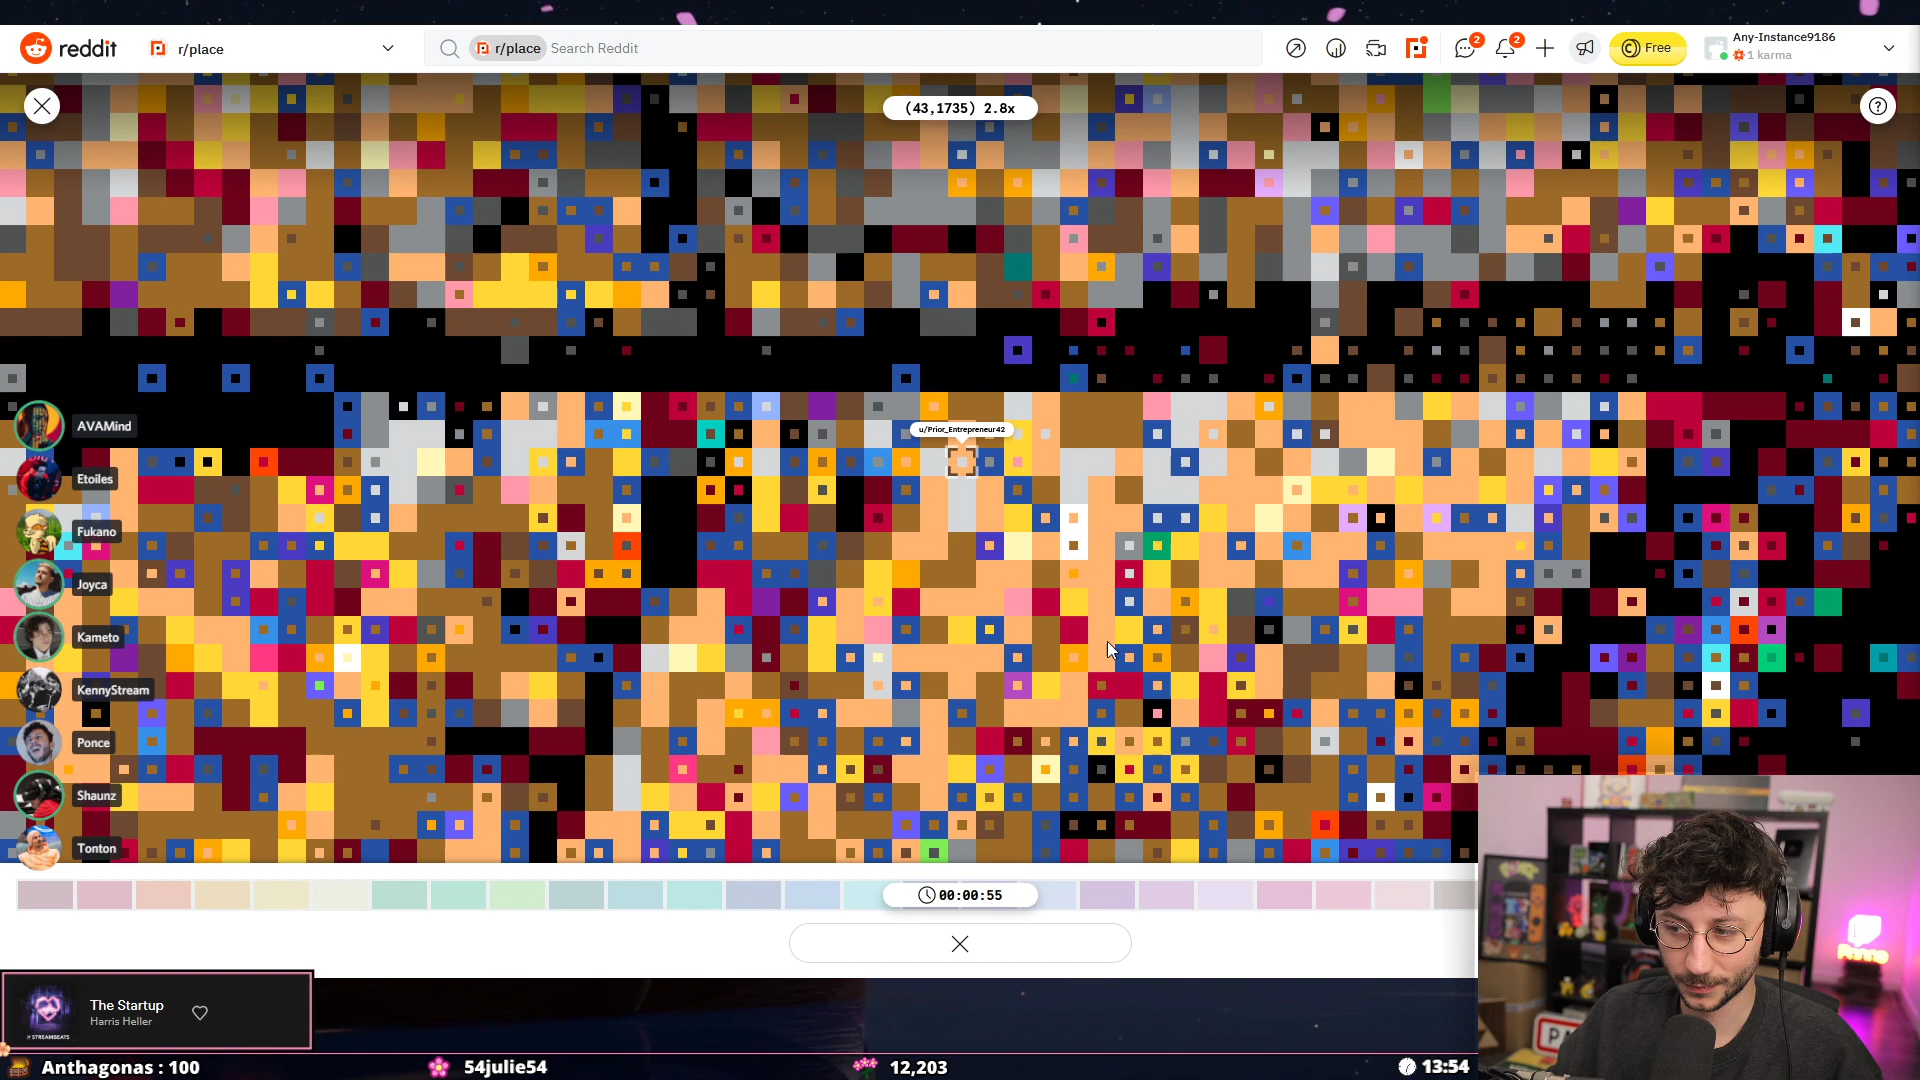 reddit
r/place
r/place
Search Reddit
2
2
Free
Any-Instance9186
1 karma
(43,1735) 2.8x
u/Prior_Entrepreneur42
AVAMind
Etoiles
Fukano
Joyca
Kameto
KennyStream
Ponce
Shaunz
Tonton
00:00:55
The Startup
Harris Heller
STREAMBEATS
Anthagonas : 100
54julie54
12,203
13:54